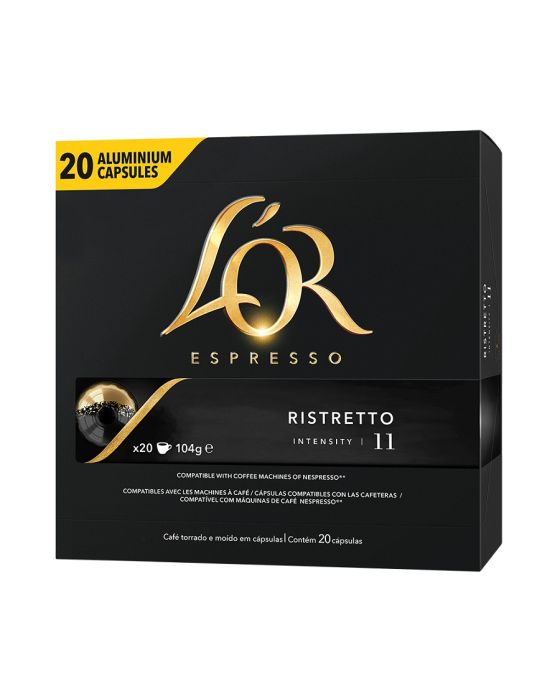 20 ALUMINIUM
CAPSULES
L'OR
ESPRESSO
RISTRETTO
INTENSITY | 11
x20 104g ℮
COMPATIBLE WITH COFFEE MACHINES OF NESPRESSO**
COMPATIBLES AVEC LES MACHINES À CAFÉ / CÁPSULAS COMPATIBLES CON LAS CAFETERAS /
COMPATÍVEL COM MÁQUINAS DE CAFÉ NESPRESSO**
Café torrado e moído em cápsulas | Contém 20 cápsulas
RISTRETTO
INTENSITY | 11